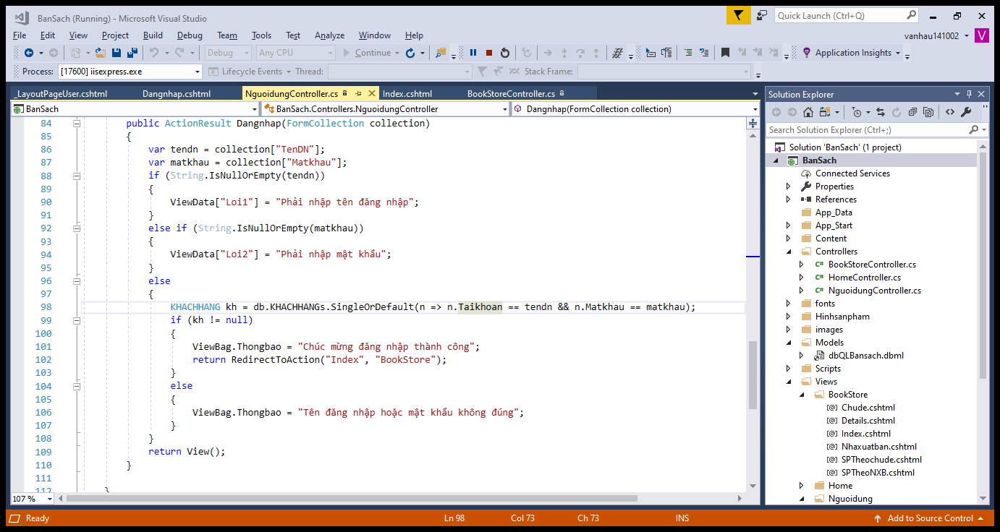 BanSach (Running) - Microsoft Visual Studio
Quick Launch (Ctrl+Q)
File Edit View Project Build Debug Team Tools Test Analyze Window Help
vanhau141002
V
Debug Any CPU Continue Application Insights
Process: [17600] iisexpress.exe Lifecycle Events Thread: Stack Frame:
_LayoutPageUser.cshtml Dangnhap.cshtml NguoidungController.cs Index.cshtml BookStoreController.cs
BanSach BanSach.Controllers.NguoidungController Dangnhap(FormCollection collection)
84 public ActionResult Dangnhap(FormCollection collection)
85 {
86 var tendn = collection["TenDN"];
87 var matkhau = collection["Matkhau"];
88 if (String.IsNullOrEmpty(tendn))
89 {
90 ViewData["Loi1"] = "Phải nhập tên đăng nhập";
91 }
92 else if (String.IsNullOrEmpty(matkhau))
93 {
94 ViewData["Loi2"] = "Phải nhập mật khẩu";
95 }
96 else
97 {
98 KHACHHANG kh = db.KHACHHANGs.SingleOrDefault(n => n.Taikhoan == tendn && n.Matkhau == matkhau);
99 if (kh != null)
100 {
101 ViewBag.Thongbao = "Chúc mừng đăng nhập thành công";
102 return RedirectToAction("Index", "BookStore");
103 }
104 else
105 {
106 ViewBag.Thongbao = "Tên đăng nhập hoặc mật khẩu không đúng";
107 }
108 }
109 return View();
110 }
111
112 }
107 %
Solution Explorer
Search Solution Explorer (Ctrl+;)
Solution 'BanSach' (1 project)
BanSach
Connected Services
Properties
References
App_Data
App_Start
Content
Controllers
C# BookStoreController.cs
C# HomeController.cs
C# NguoidungController.cs
fonts
Hinhsanpham
images
Models
dbQLBansach.dbml
Scripts
Views
BookStore
[@] Chude.cshtml
[@] Details.cshtml
[@] Index.cshtml
[@] Nhaxuatban.cshtml
[@] SPTheochude.cshtml
[@] SPTheoNXB.cshtml
Home
Nguoidung
Ready Ln 98 Col 73 Ch 73 INS Add to Source Control